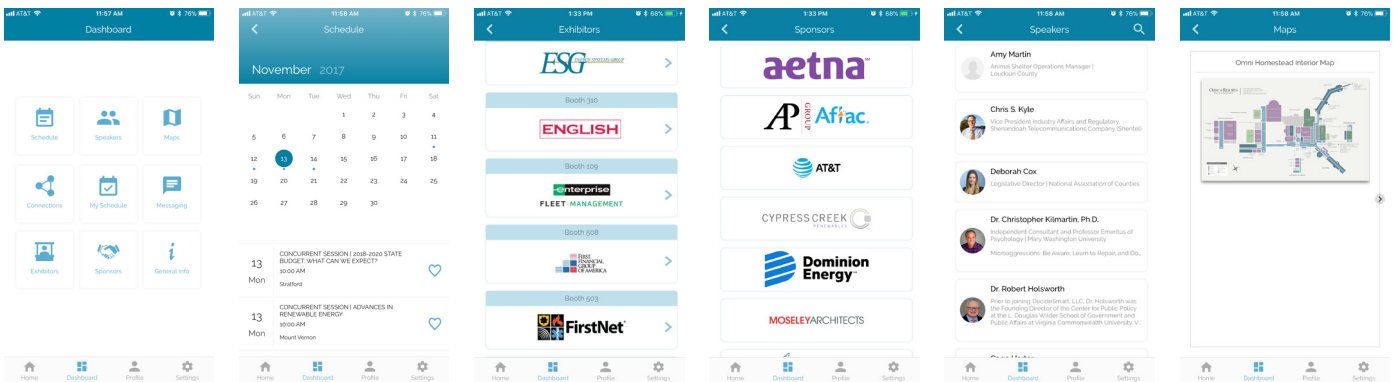 AT&T 11:57 AM 76%
Dashboard
Schedule
Speakers
Maps
Connections
My Schedule
Messaging
Exhibitors
Sponsors
General Info
Home
Dashboard
Profile
Settings
AT&T 11:58 AM 76%
Schedule
November 2017
Sun Mon Tue Wed Thu Fri Sat
1 2 3 4
5 6 7 8 9 10 11
12 13 14 15 16 17 18
19 20 21 22 23 24 25
26 27 28 29 30
13
Mon
CONCURRENT SESSION | 2018-2020 STATE
BUDGET: WHAT CAN WE EXPECT?
10:00 AM
Stratford
13
Mon
CONCURRENT SESSION | ADVANCES IN
RENEWABLE ENERGY
10:00 AM
Mount Vernon
Home
Dashboard
Profile
Settings
AT&T 1:33 PM 68%
Exhibitors
ESG
ENERGY SYSTEMS GROUP
Booth 310
ENGLISH
Booth 109
enterprise
FLEET MANAGEMENT
Booth 508
FIRST
FINANCIAL
GROUP
OF AMERICA
Booth 503
FirstNet
Home
Dashboard
Profile
Settings
AT&T 1:33 PM 68%
Sponsors
aetna
AP GROUP Aflac.
AT&T
CYPRESS CREEK
RENEWABLES
Dominion
Energy
MOSELEYARCHITECTS
Home
Dashboard
Profile
Settings
AT&T 11:58 AM 76%
Speakers
Amy Martin
Animal Shelter Operations Manager |
Loudoun County
Chris S. Kyle
Vice President Industry Affairs and Regulatory,
Shenandoah Telecommunications Company (Shentel)
Deborah Cox
Legislative Director | National Association of Counties
Dr. Christopher Kilmartin, Ph.D.
Independent Consultant and Professor Emeritus of
Psychology | Mary Washington University
Microaggressions: Be Aware, Learn to Repair, and Do..
Dr. Robert Holsworth
Prior to joining DecideSmart, LLC, Dr. Holsworth was
the Founding Director of the Center for Public Policy
at the L. Douglas Wilder School of Government and
Public Affairs at Virginia Commonwealth University. V..
Home
Dashboard
Profile
Settings
AT&T 11:58 AM 76%
Maps
Omni Homestead Interior Map
Home
Dashboard
Profile
Settings